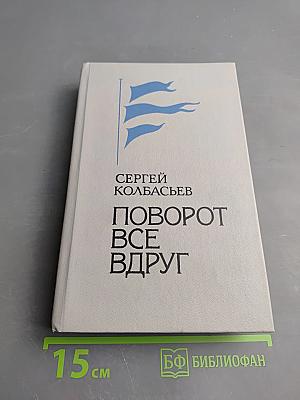 СЕРГЕЙ
КОЛБАСЬЕВ
ПОВОРОТ
ВСЕ
ВДРУГ
15 см
БФ БИБЛИОФАН